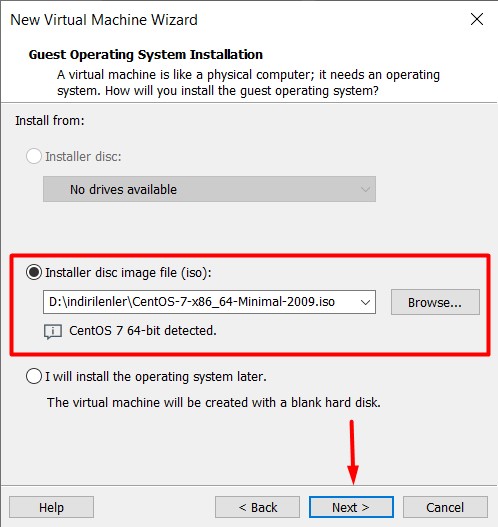 New Virtual Machine Wizard
Guest Operating System Installation
A virtual machine is like a physical computer; it needs an operating
system. How will you install the guest operating system?
Install from:
Installer disc:
No drives available
Installer disc image file (iso):
D:\indirilenler\CentOS-7-x86_64-Minimal-2009.iso
Browse...
CentOS 7 64-bit detected.
I will install the operating system later.
The virtual machine will be created with a blank hard disk.
Help
< Back
Next >
Cancel